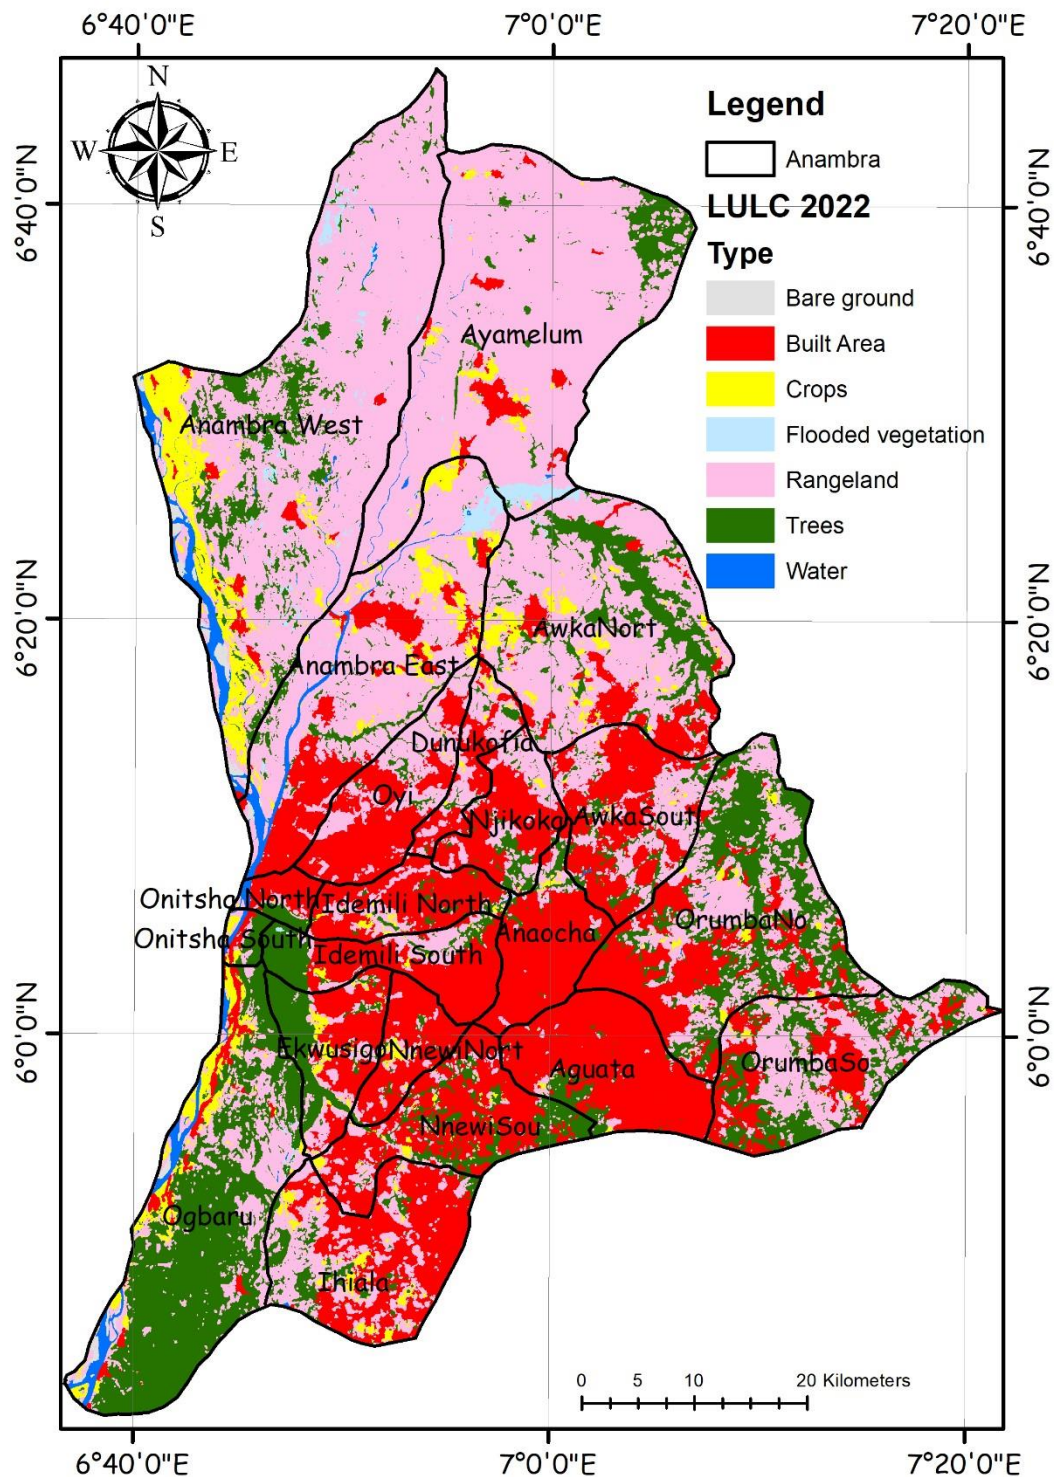 6°40'0"E
7°0'0"E
7°20'0"E
N
W
E
S
Legend
Anambra
LULC 2022
Type
Bare ground
Built Area
Crops
Flooded vegetation
Rangeland
Trees
Water
6°40'0"N
6°40'0"N
Ayamelum
Anambra West
6°20'0"N
6°20'0"N
AwkaNort
Anambra East
Dunukofia
Oyi
Njikoka
AwkaSout
Onitsha North
Idemili North
OrumbaNo
Onitsha South
Anaocha
Idemili South
6°0'0"N
6°0'0"N
Ekwusigo
NnewiNort
Aguata
OrumbaSo
NnewiSou
Ogbaru
Ihiala
0 5 10 20 Kilometers
6°40'0"E
7°0'0"E
7°20'0"E